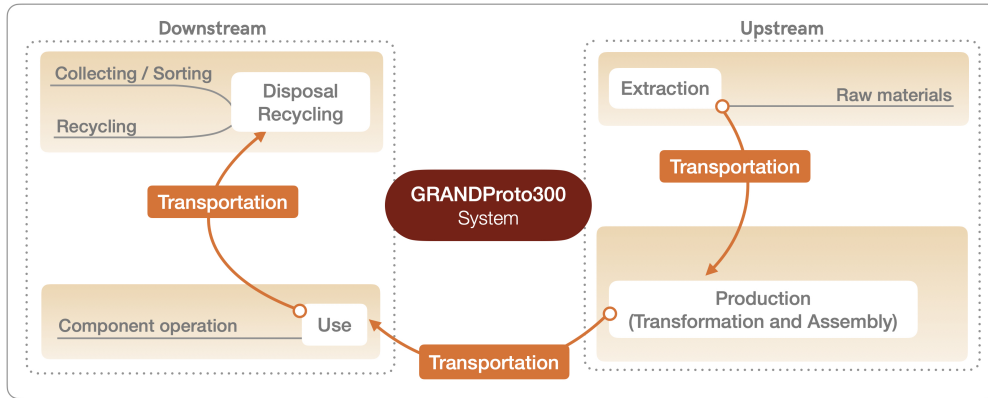 Downstream
Upstream
Collecting / Sorting
Disposal
Recycling
Recycling
Extraction
Raw materials
Transportation
Transportation
GRANDProto300
System
Component operation
Use
Production
(Transformation and Assembly)
Transportation